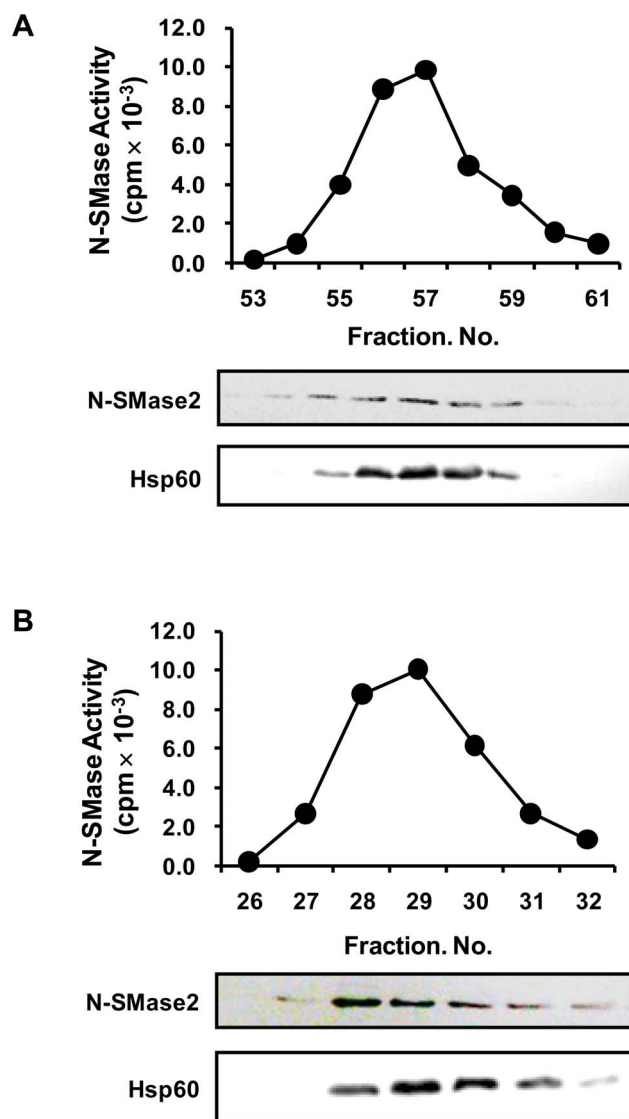 A
N-SMase Activity
(cpm × 10⁻³)
12.0
10.0
8.0
6.0
4.0
2.0
0.0
53 55 57 59 61
Fraction. No.
N-SMase2
Hsp60
B
N-SMase Activity
(cpm × 10⁻³)
12.0
10.0
8.0
6.0
4.0
2.0
0.0
26 27 28 29 30 31 32
Fraction. No.
N-SMase2
Hsp60